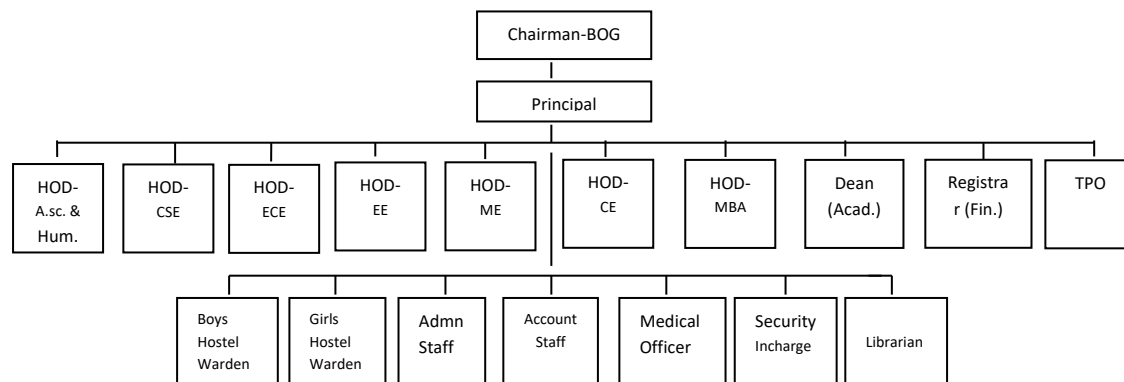 Chairman-BOG
Principal
HOD-
A.sc. &
Hum.
HOD-
CSE
HOD-
ECE
HOD-
EE
HOD-
ME
HOD-
CE
HOD-
MBA
Dean
(Acad.)
Registra
r (Fin.)
TPO
Boys
Hostel
Warden
Girls
Hostel
Warden
Admn
Staff
Account
Staff
Medical
Officer
Security
Incharge
Librarian